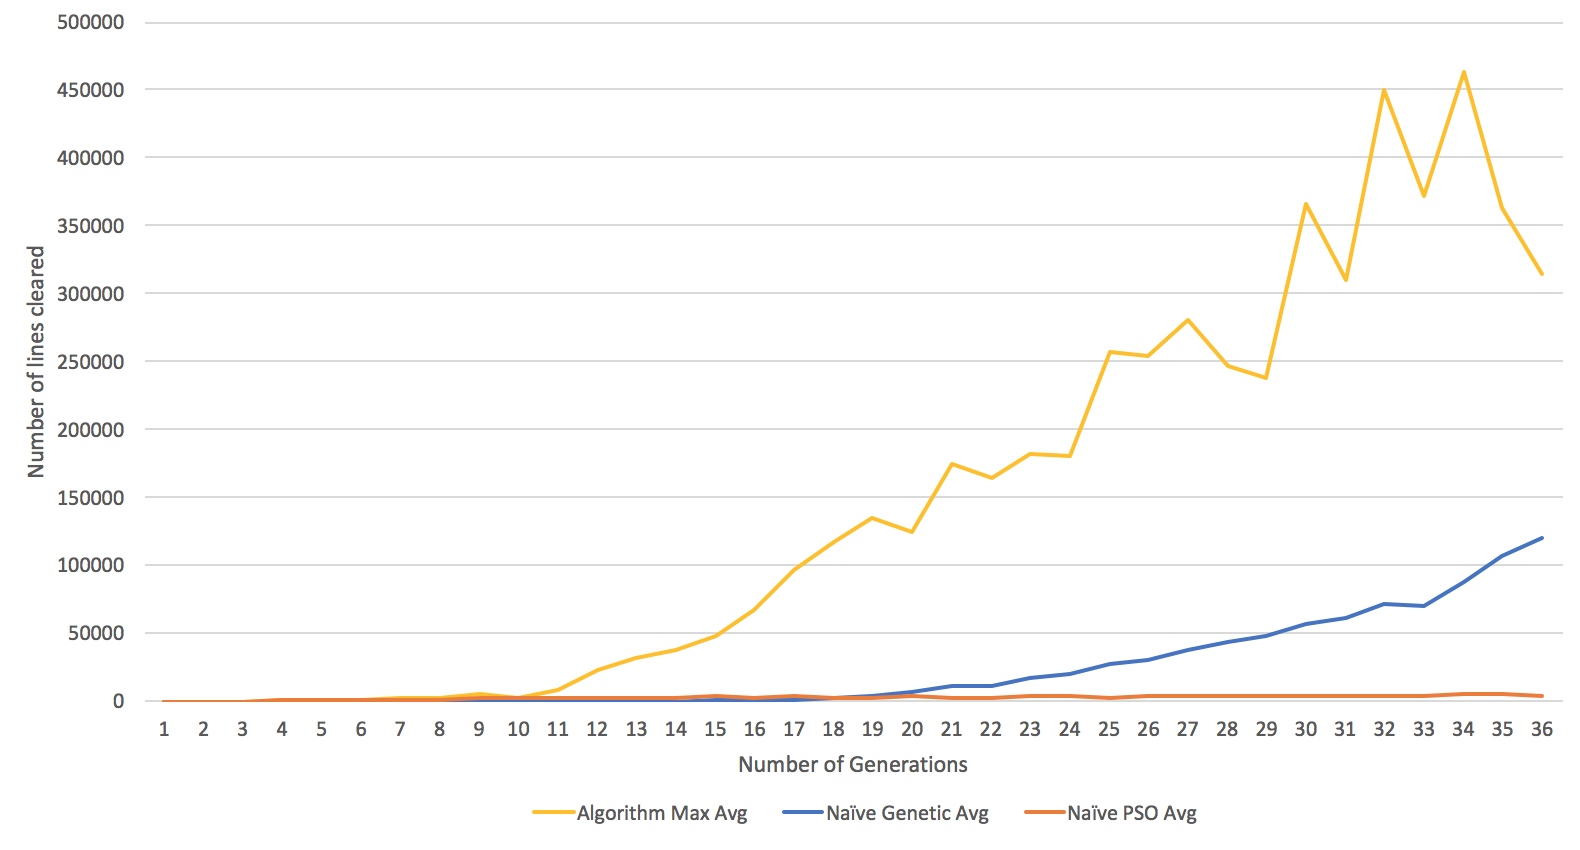 500000
450000
400000
350000
300000
250000
200000
150000
100000
50000
0
Number of lines cleared
1 2 3 4 5 6 7 8 9 10 11 12 13 14 15 16 17 18 19 20 21 22 23 24 25 26 27 28 29 30 31 32 33 34 35 36
Number of Generations
Algorithm Max Avg Naïve Genetic Avg Naïve PSO Avg